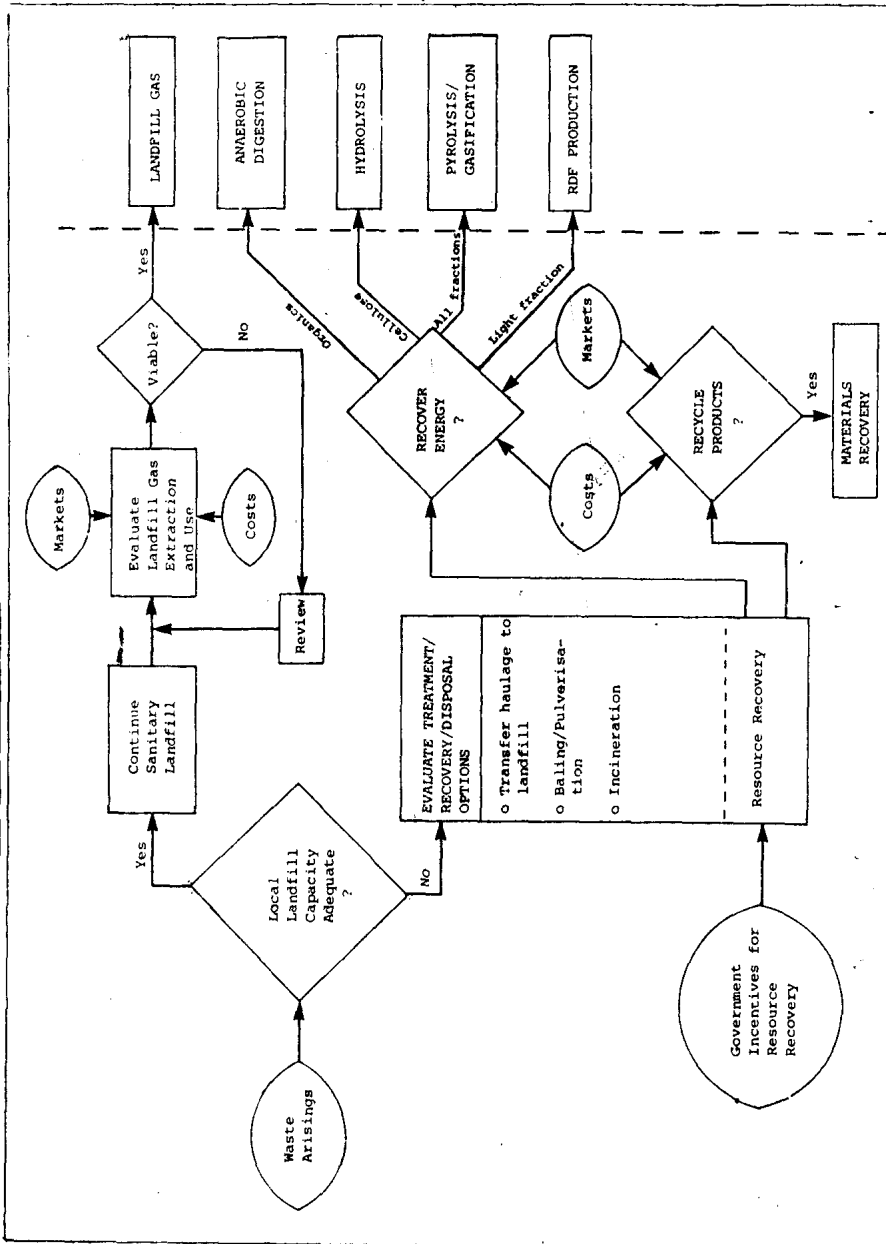 Waste
Arisings
Local
Landfill
Capacity
Adequate
?
Yes
No
Continue
Sanitary
Landfill
Review
Markets
Evaluate
Landfill Gas
Extraction
and Use
Costs
Viable?
Yes
No
LANDFILL GAS
ANAEROBIC
DIGESTION
HYDROLYSIS
PYROLYSIS/
GASIFICATION
RDF PRODUCTION
Organics
Cellulose
All fractions
Light fraction
RECOVER
ENERGY
?
Markets
Costs
RECYCLE
PRODUCTS
?
Yes
MATERIALS
RECOVERY
EVALUATE TREATMENT/
RECOVERY/DISPOSAL
OPTIONS
o Transfer haulage to
landfill
o Baling/Pulverisa-
tion
o Incineration
Resource Recovery
Government
Incentives for
Resource
Recovery